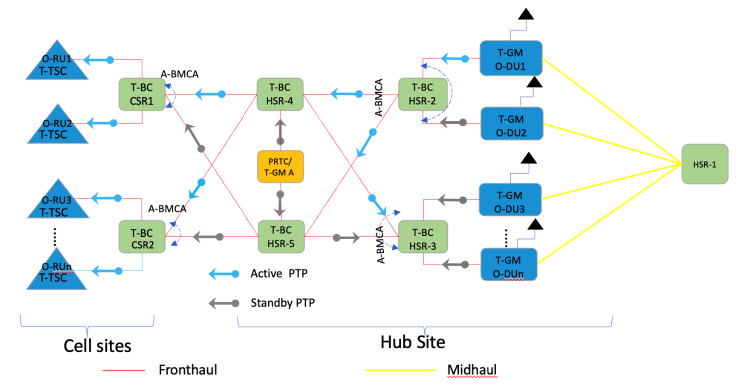 O-RU1
T-TSC
O-RU2
T-TSC
A-BMCA
T-BC
CSR1
T-BC
HSR-4
A-BMCA
T-BC
HSR-2
T-GM
O-DU1
T-GM
O-DU2
PRTC/
T-GM A
HSR-1
O-RU3
T-TSC
O-RUn
T-TSC
A-BMCA
T-BC
CSR2
T-BC
HSR-5
A-BMCA
T-BC
HSR-3
T-GM
O-DU3
T-GM
O-DUn
Active PTP
Standby PTP
Cell sites
Hub Site
Fronthaul
Midhaul